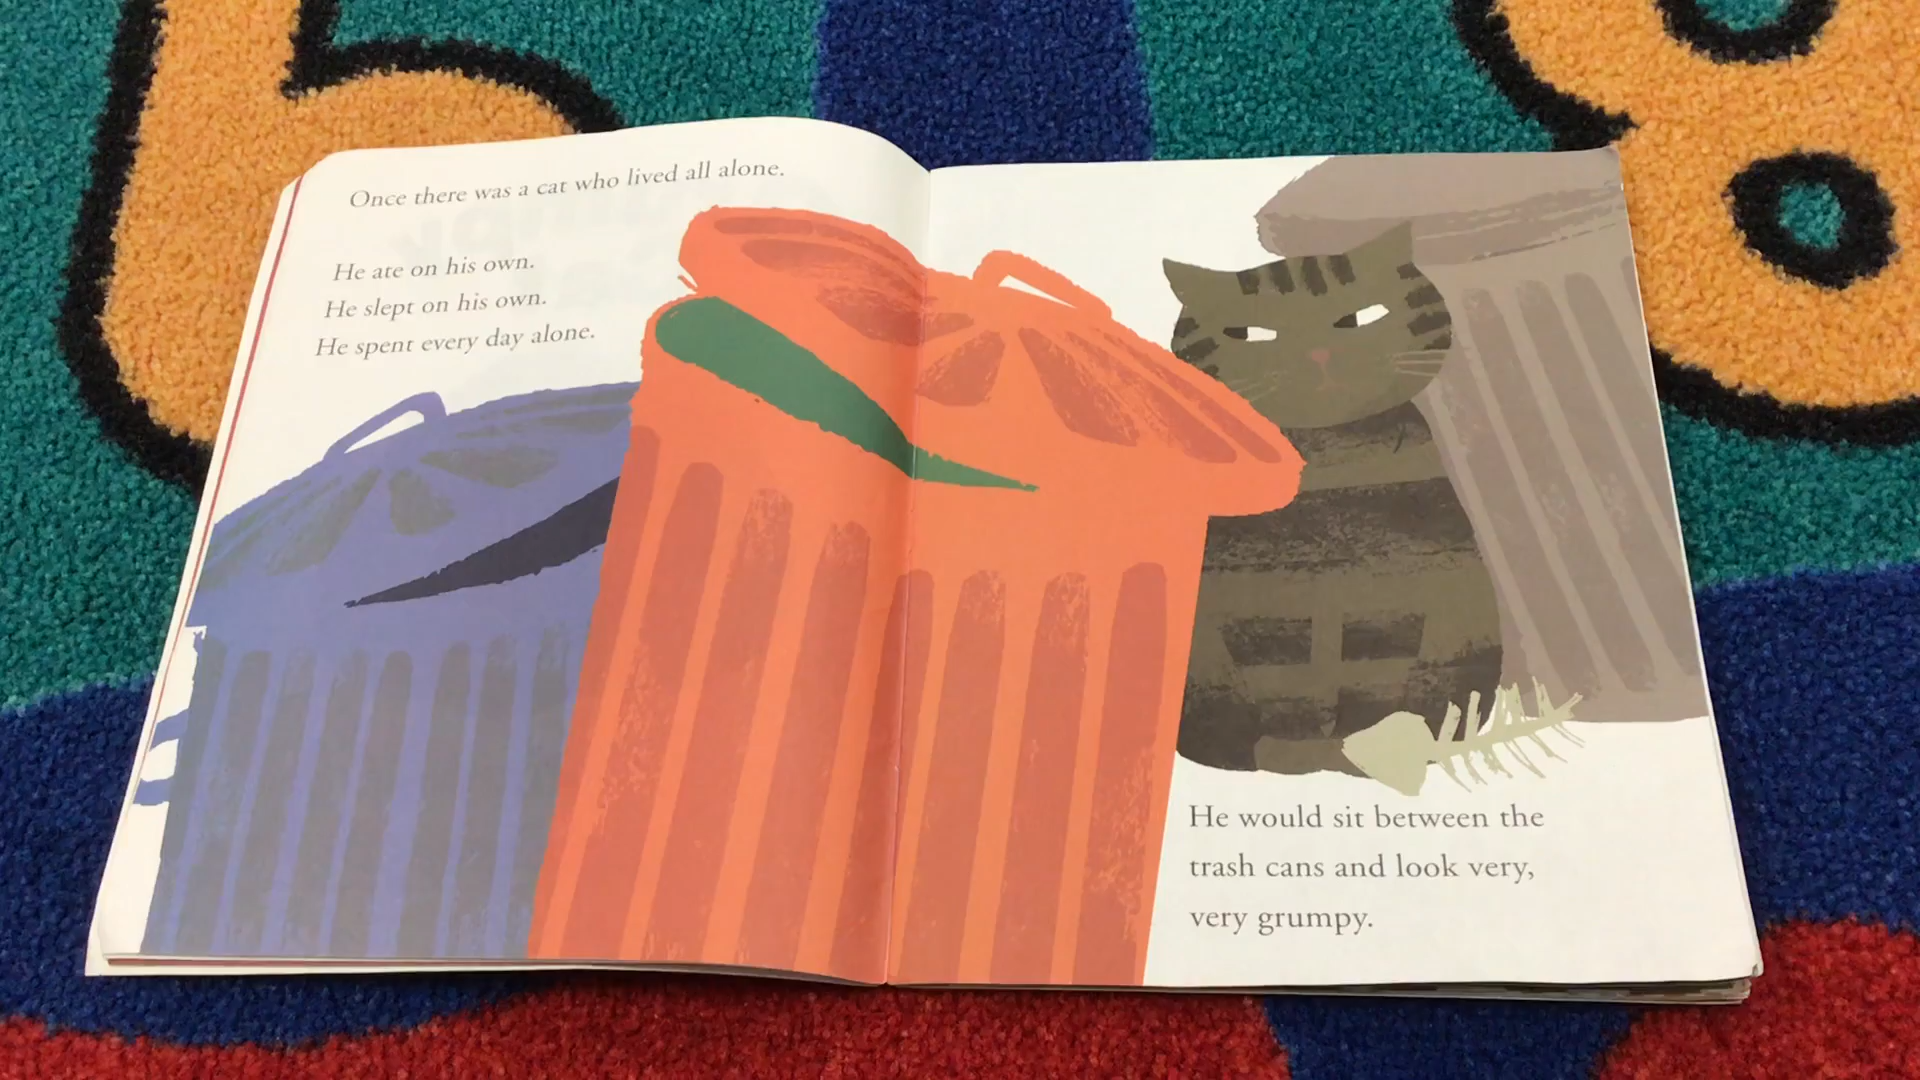 Once there was a cat who lived all alone.
He ate on his own.
He slept on his own.
He spent every day alone.
He would sit between the
trash cans and look very,
very grumpy.